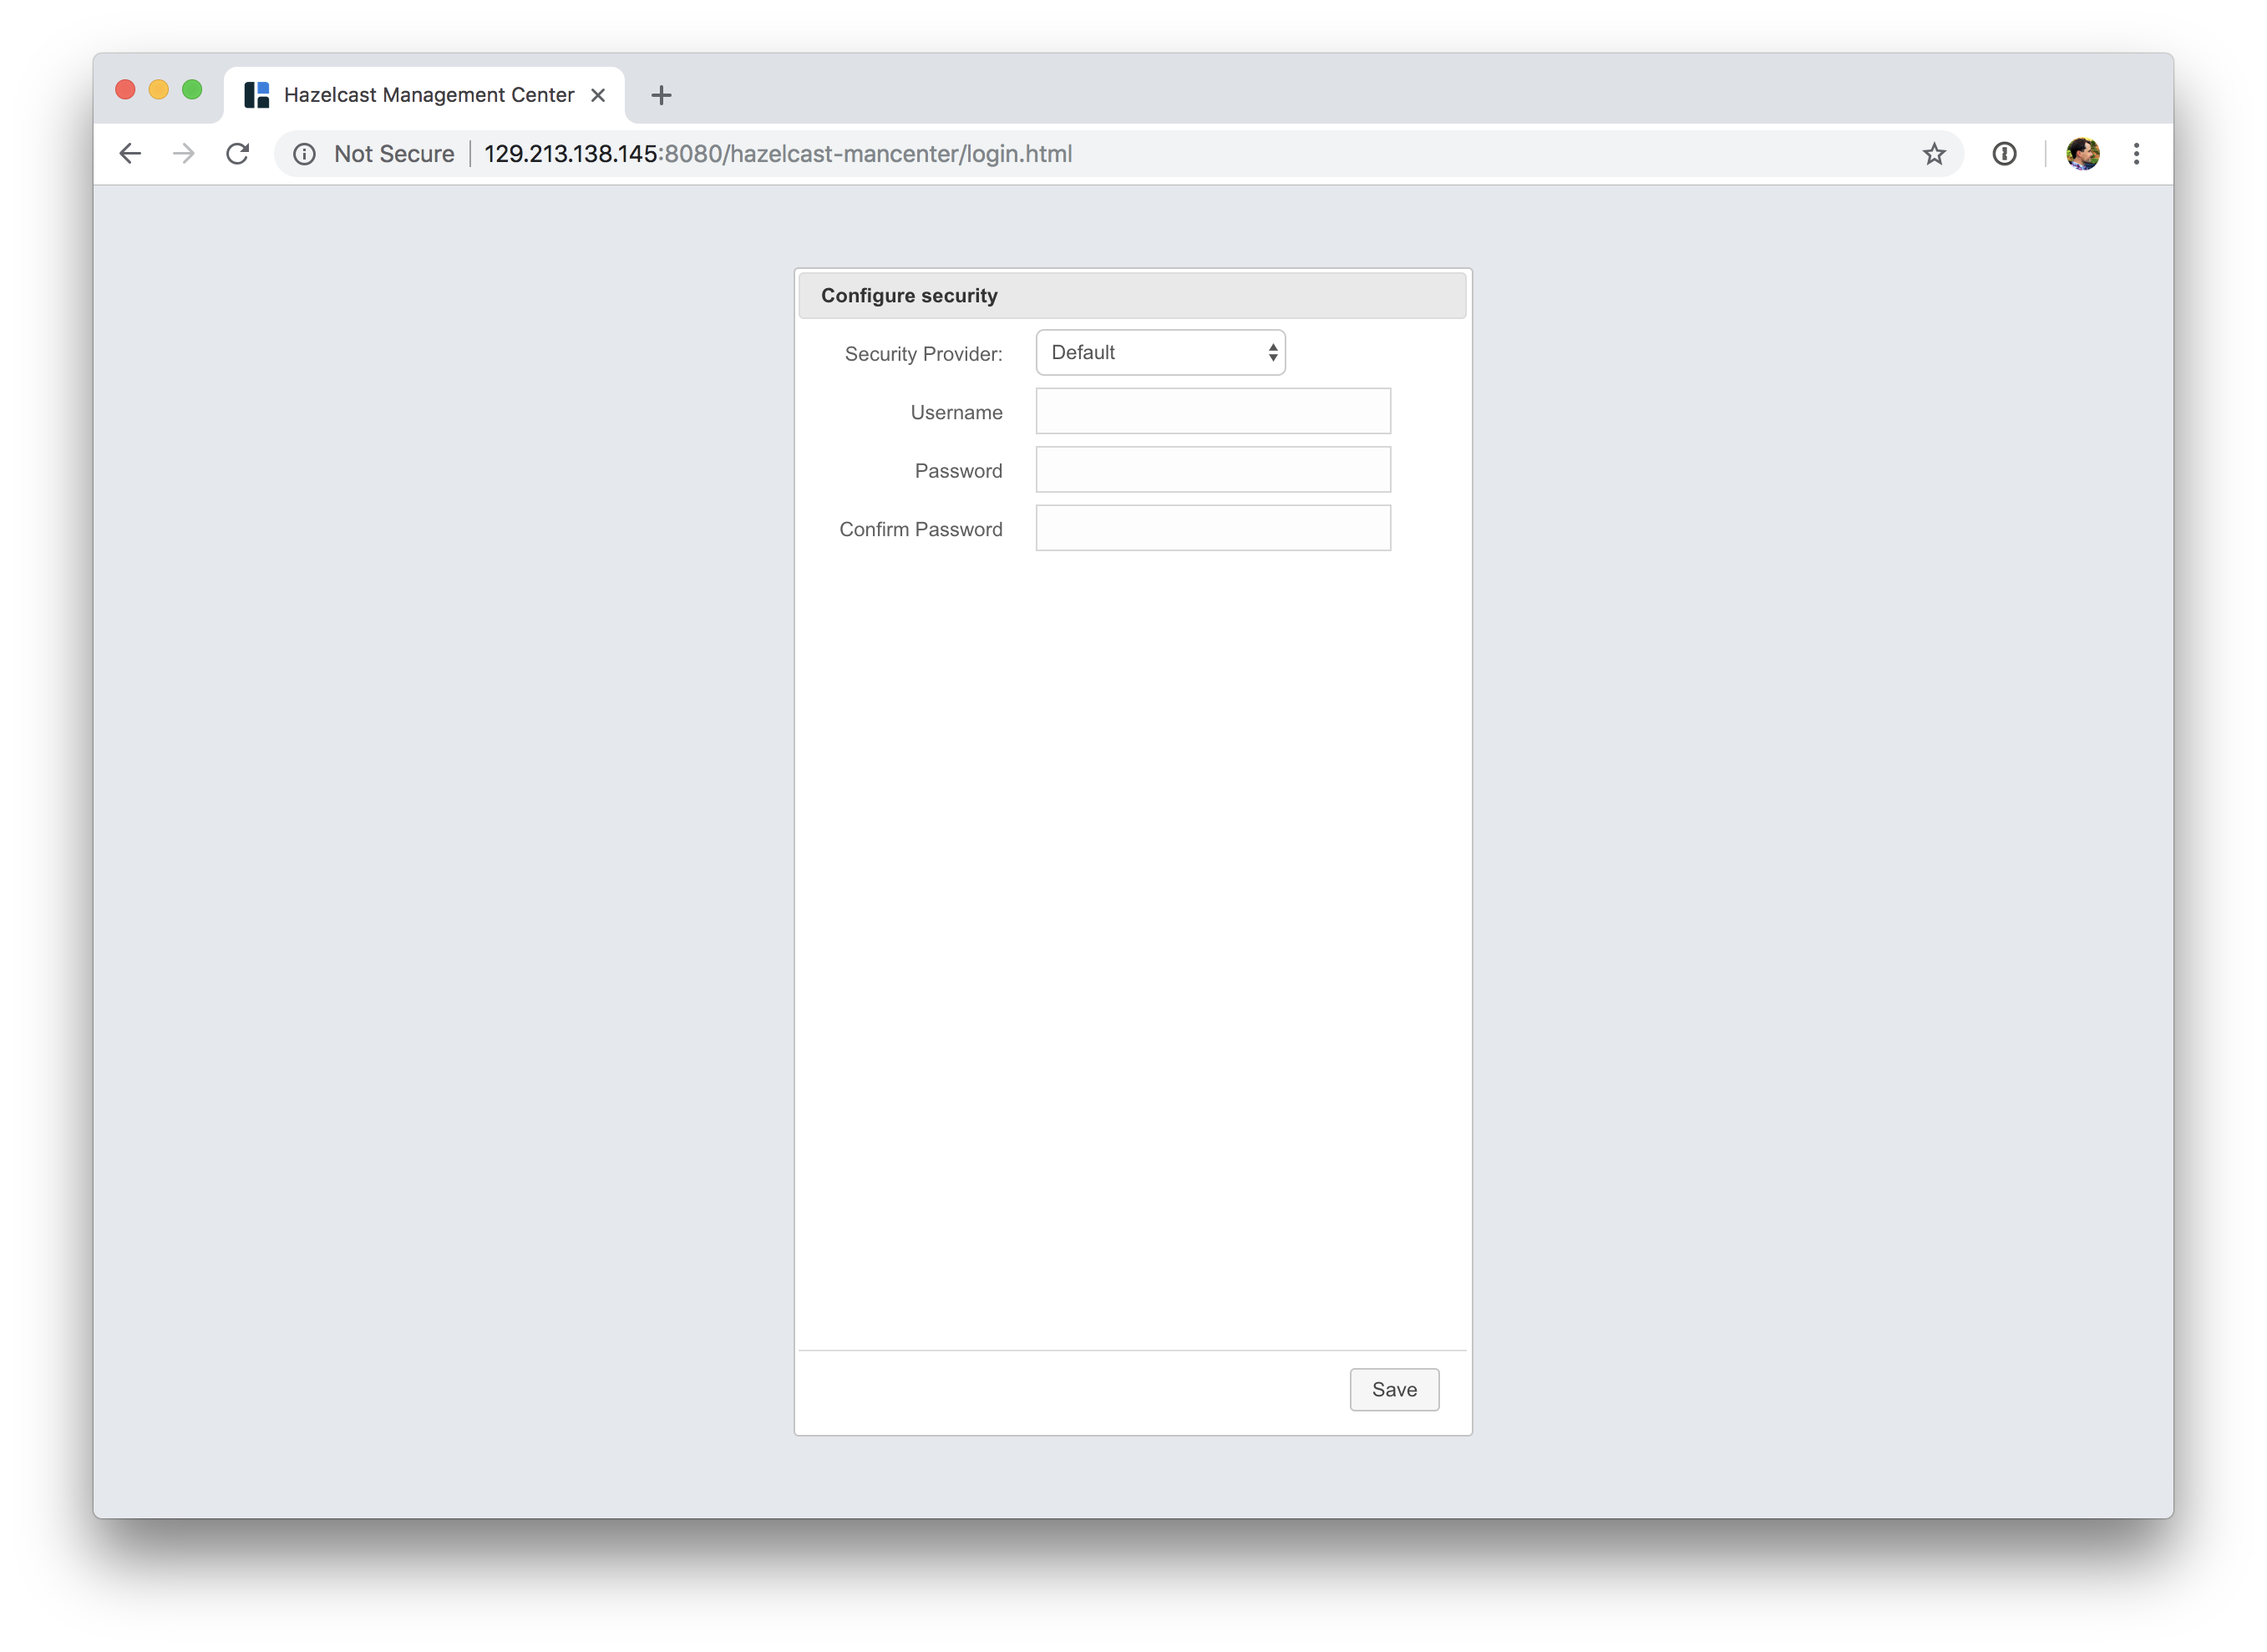 Hazelcast Management Center
Not Secure 129.213.138.145:8080/hazelcast-mancenter/login.html
Configure security
Security Provider: Default
Username
Password
Confirm Password
Save